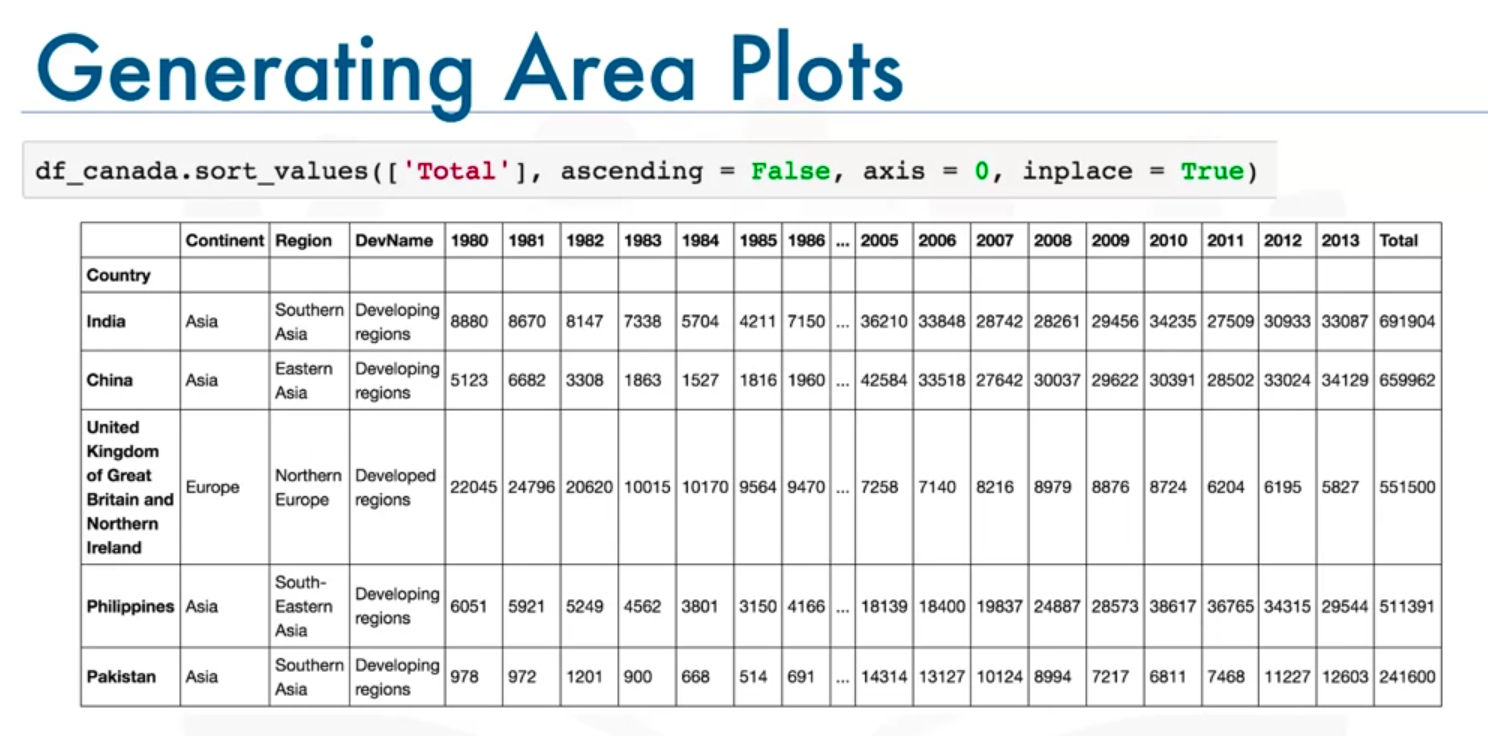 Generating Area Plots
df_canada.sort_values(['Total'], ascending = False, axis = 0, inplace = True)
Continent Region DevName 1980 1981 1982 1983 1984 1985 1986 ... 2005 2006 2007 2008 2009 2010 2011 2012 2013 Total
Country
India Asia Southern Asia Developing regions 8880 8670 8147 7338 5704 4211 7150 ... 36210 33848 28742 28261 29456 34235 27509 30933 33087 691904
China Asia Eastern Asia Developing regions 5123 6682 3308 1863 1527 1816 1960 ... 42584 33518 27642 30037 29622 30391 28502 33024 34129 659962
United Kingdom of Great Britain and Northern Ireland Europe Northern Europe Developed regions 22045 24796 20620 10015 10170 9564 9470 ... 7258 7140 8216 8979 8876 8724 6204 6195 5827 551500
Philippines Asia South-Eastern Asia Developing regions 6051 5921 5249 4562 3801 3150 4166 ... 18139 18400 19837 24887 28573 38617 36765 34315 29544 511391
Pakistan Asia Southern Asia Developing regions 978 972 1201 900 668 514 691 ... 14314 13127 10124 8994 7217 6811 7468 11227 12603 241600